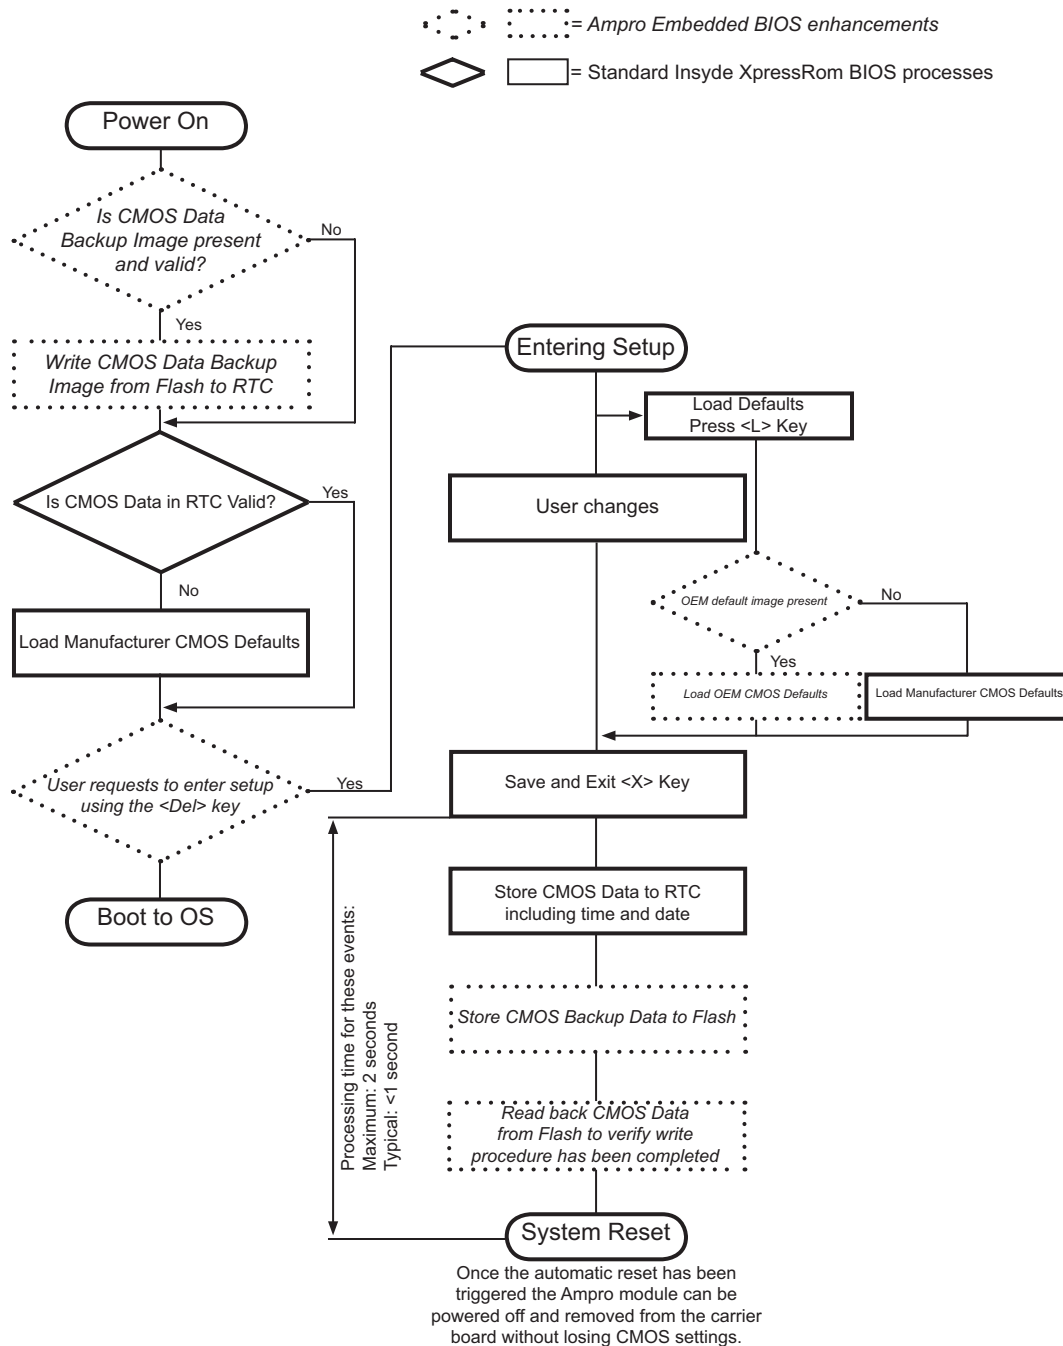 = Ampro Embedded BIOS enhancements
= Standard Insyde XpressRom BIOS processes
Power On
Is CMOS Data
Backup Image present
and valid?
No
Yes
Write CMOS Data Backup
Image from Flash to RTC
Is CMOS Data in RTC Valid?
Yes
No
Load Manufacturer CMOS Defaults
User requests to enter setup
using the <Del> key
Yes
Boot to OS
Entering Setup
Load Defaults
Press <L> Key
User changes
OEM default image present
No
Yes
Load OEM CMOS Defaults
Load Manufacturer CMOS Defaults
Save and Exit <X> Key
Processing time for these events:
Maximum: 2 seconds
Typical: <1 second
Store CMOS Data to RTC
including time and date
Store CMOS Backup Data to Flash
Read back CMOS Data
from Flash to verify write
procedure has been completed
System Reset
Once the automatic reset has been
triggered the Ampro module can be
powered off and removed from the carrier
board without losing CMOS settings.